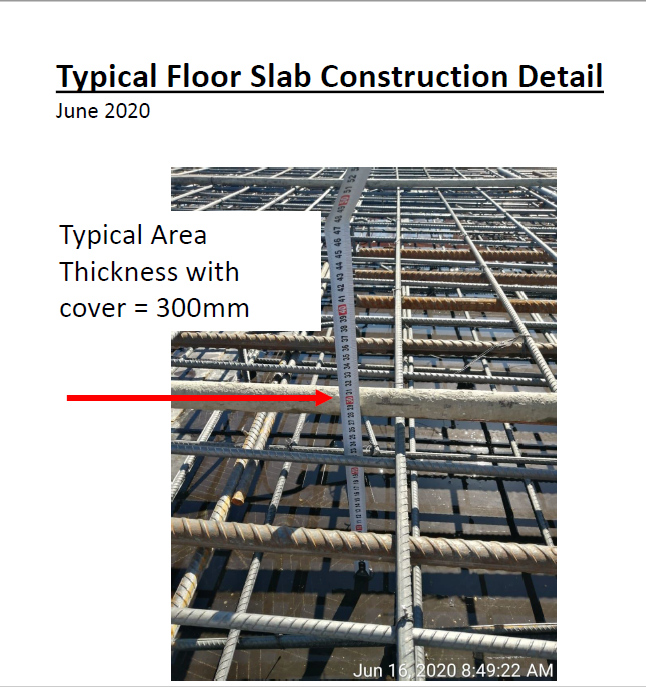 Typical Floor Slab Construction Detail
June 2020
Typical Area
Thickness with
cover = 300mm
Jun 16, 2020 8:49:22 AM